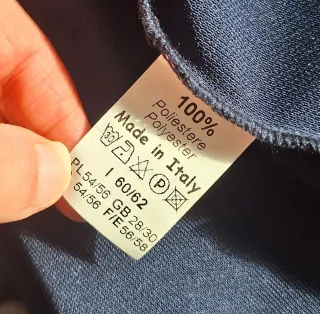 100%
Poliestere
Polyester
Made in Italy
P
I 60/62
PL 54/56 GB 28/30
54/56 F/E 56/58